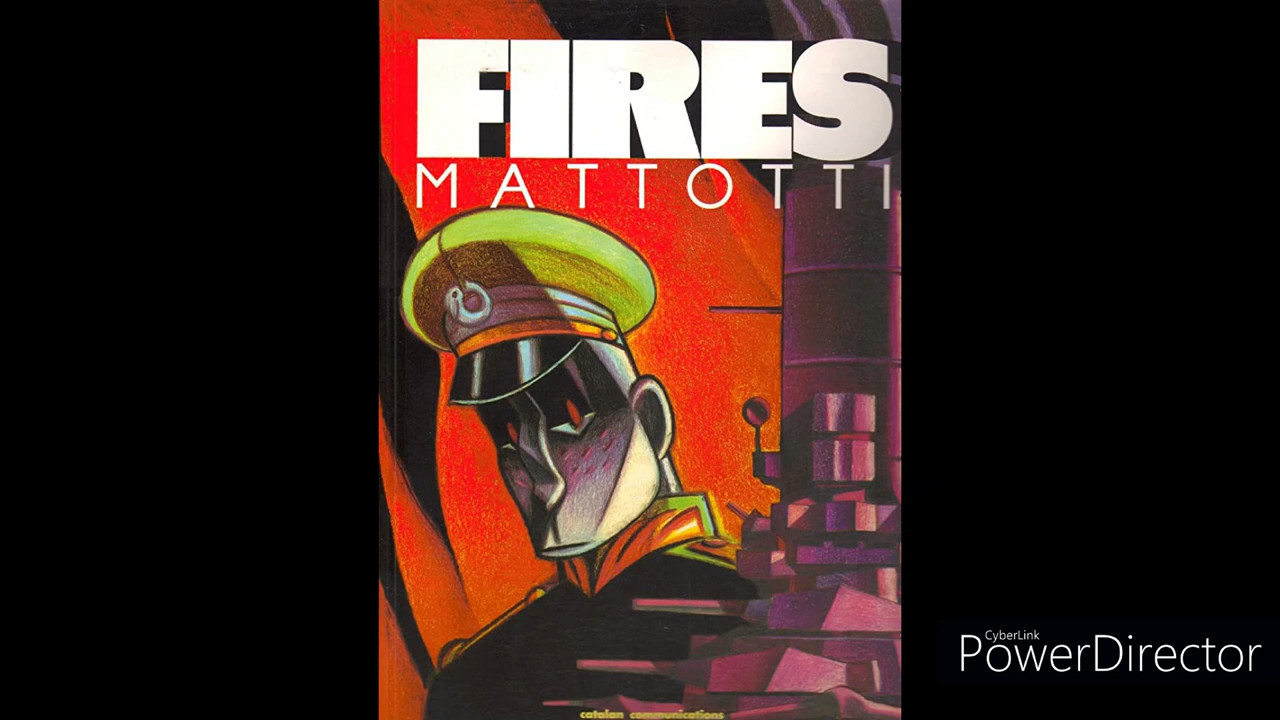 FIRES
MATTOTTI
catalan communications
CyberLink
PowerDirector